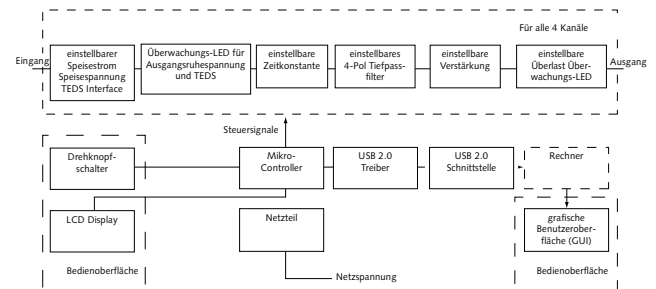 Für alle 4 Kanäle
Eingang
einstellbarer
Speisestrom
Speisespannung
TEDS Interface
Überwachungs-LED für
Ausgangsruhespannung
und TEDS
einstellbare
Zeitkonstante
einstellbares
4-Pol Tiefpass-
filter
einstellbare
Verstärkung
einstellbare
Überlast Über-
wachungs-LED
Ausgang
Steuersignale
Drehknopf-
schalter
Mikro-
Controller
USB 2.0
Treiber
USB 2.0
Schnittstelle
Rechner
LCD Display
Netzteil
grafische
Benutzerober-
fläche (GUI)
Bedienoberfläche
Netzspannung
Bedienoberfläche